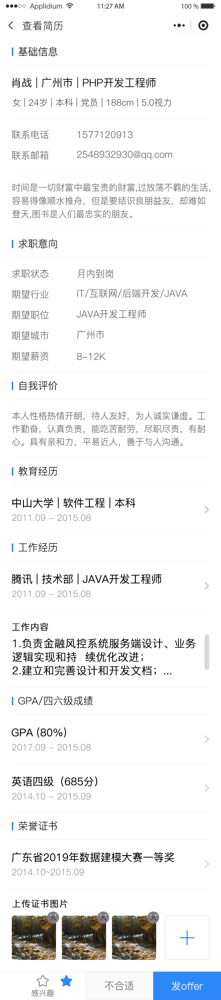 Applidium 11:27 AM 100 %
查看简历
基础信息
肖战 | 广州市 | PHP开发工程师
女 | 24岁 | 本科 | 党员 | 188cm | 5.0视力
联系电话 1577120913
联系邮箱 2548932930@qq.com
时间是一切财富中最宝贵的财富,过放荡不羁的生活,
容易得像顺水推舟，但是要结识良朋益友，却难如
登天,图书是人们最忠实的朋友。
求职意向
求职状态 月内到岗
期望行业 IT/互联网/后端开发/JAVA
期望职位 JAVA开发工程师
期望城市 广州市
期望薪资 8-12K
自我评价
本人性格热情开朗，待人友好，为人诚实谦虚。工
作勤奋，认真负责，能吃苦耐劳，尽职尽责，有耐
心。具有亲和力，平易近人，善于与人沟通。
教育经历
中山大学 | 软件工程 | 本科
2011.09 - 2015.08
工作经历
腾讯 | 技术部 | JAVA开发工程师
2011.09 - 2015.08
工作内容
1.负责金融风控系统服务端设计、业务
逻辑实现和持 续优化改进；
2.建立和完善设计和开发文档；...
GPA/四六级成绩
GPA (80%)
2017.09 - 2015.08
英语四级（685分）
2014.10 - 2015.09
荣誉证书
广东省2019年数据建模大赛一等奖
2014.10~2015.09
上传证书图片
感兴趣
不合适
发offer